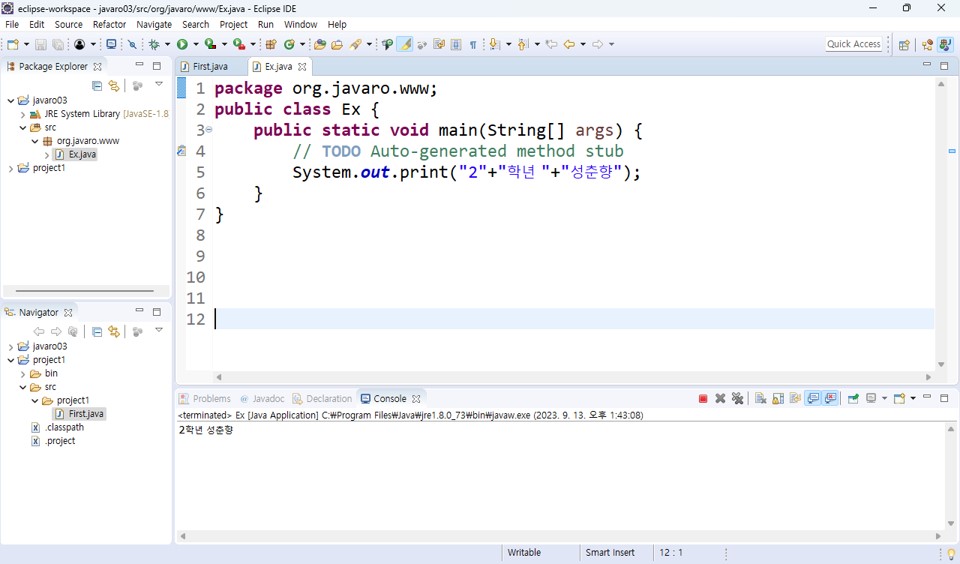 eclipse-workspace - javaro03/src/org/javaro/www/Ex.java - Eclipse IDE
File Edit Source Refactor Navigate Search Project Run Window Help
Quick Access
Package Explorer
javaro03
JRE System Library [JavaSE-1.8
src
org.javaro.www
Ex.java
project1
First.java
Ex.java
1 package org.javaro.www;
2 public class Ex {
3 public static void main(String[] args) {
4 // TODO Auto-generated method stub
5 System.out.print("2"+"학년 "+"성춘향");
6 }
7 }
8
9
10
11
12
Navigator
javaro03
project1
bin
src
project1
First.java
.classpath
.project
Problems Javadoc Declaration Console
<terminated> Ex [Java Application] C:₩Program Files₩Java₩jre1.8.0_73₩bin₩javaw.exe (2023. 9. 13. 오후 1:43:08)
2학년 성춘향
Writable Smart Insert 12 : 1